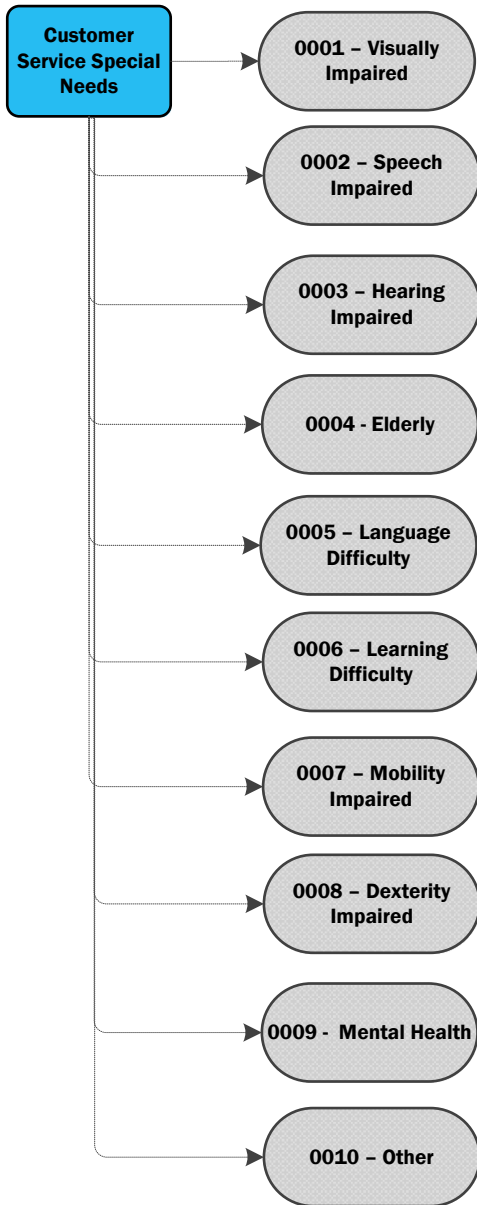 Customer
Service Special
Needs
0001 – Visually
Impaired
0002 – Speech
Impaired
0003 – Hearing
Impaired
0004 - Elderly
0005 – Language
Difficulty
0006 – Learning
Difficulty
0007 – Mobility
Impaired
0008 – Dexterity
Impaired
0009 -  Mental Health
0010 – Other